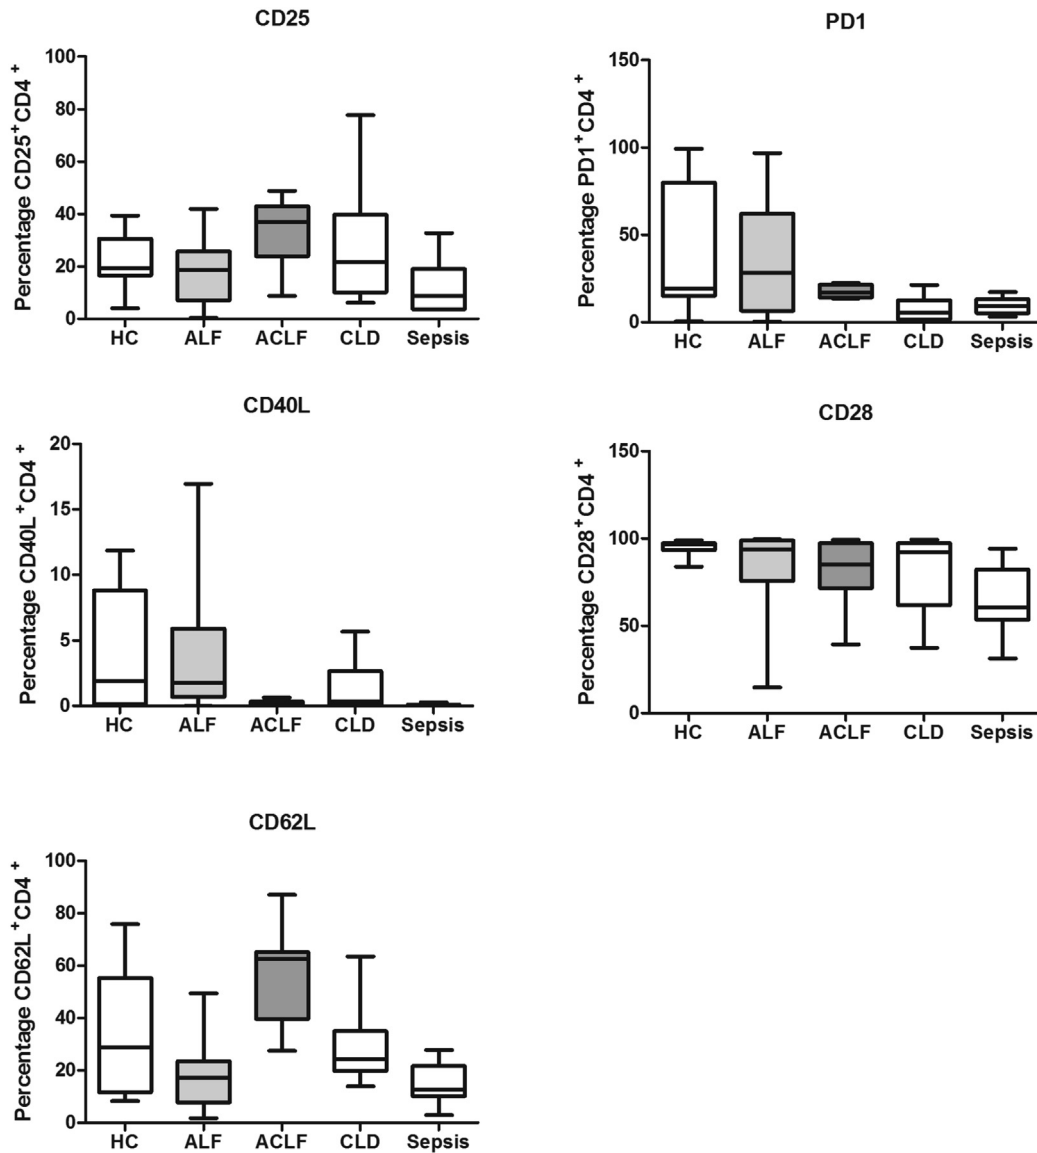 CD25
Percentage CD25+CD4+
100
80
60
40
20
0
HC ALF ACLF CLD Sepsis
PD1
Percentage PD1+CD4+
150
100
50
0
HC ALF ACLF CLD Sepsis
CD40L
Percentage CD40L+CD4+
20
15
10
5
0
HC ALF ACLF CLD Sepsis
CD28
Percentage CD28+CD4+
150
100
50
0
HC ALF ACLF CLD Sepsis
CD62L
Percentage CD62L+CD4+
100
80
60
40
20
0
HC ALF ACLF CLD Sepsis